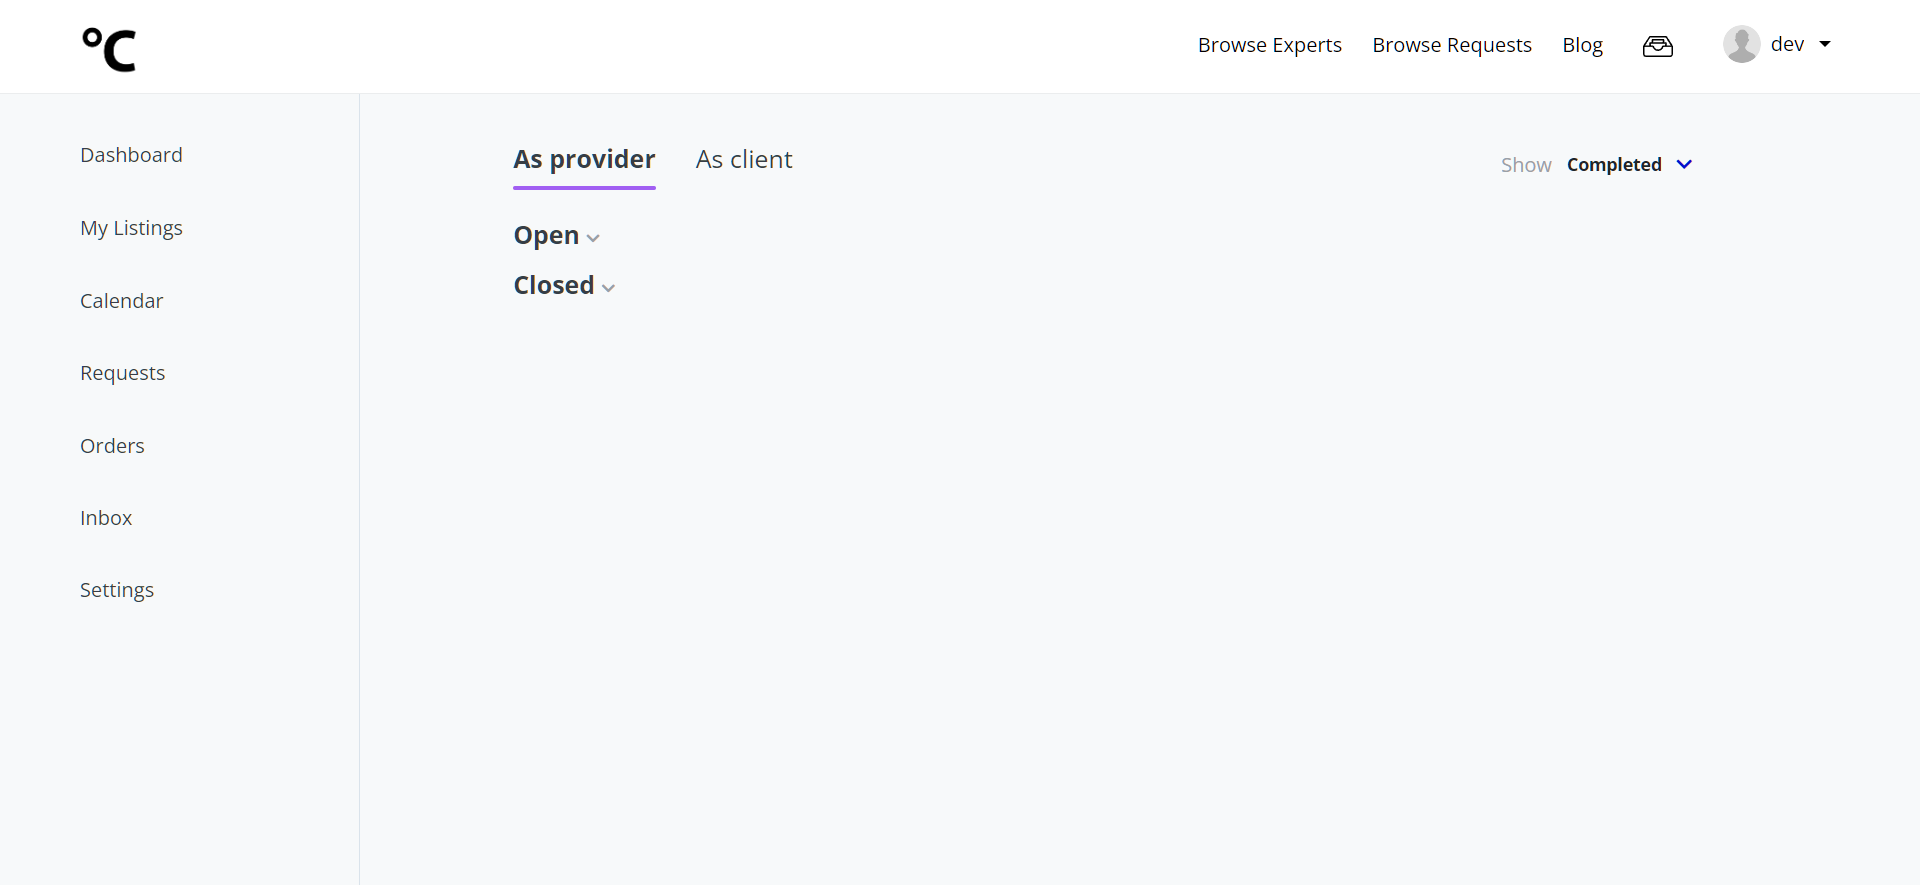 °C
Browse Experts Browse Requests Blog dev
Dashboard
My Listings
Calendar
Requests
Orders
Inbox
Settings
As provider As client
Show Completed
Open
Closed